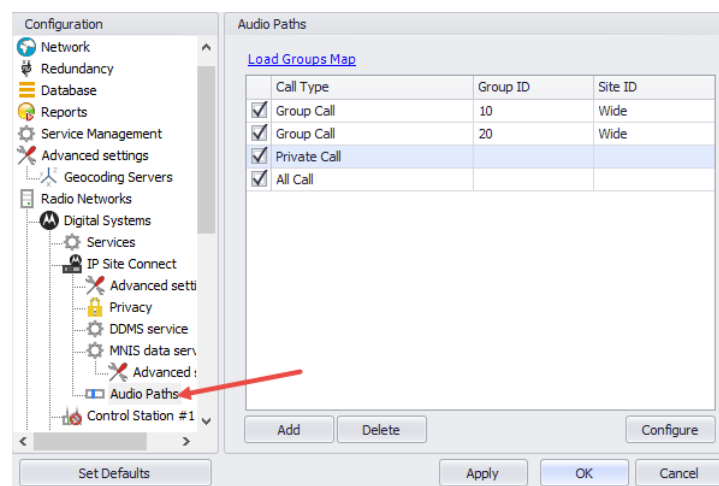 Configuration
Network
Redundancy
Database
Reports
Service Management
Advanced settings
Geocoding Servers
Radio Networks
Digital Systems
Services
IP Site Connect
Advanced setti
Privacy
DDMS service
MNIS data serv
Advanced s
Audio Paths
Control Station #1
Set Defaults
Audio Paths
Load Groups Map
Call Type Group ID Site ID
Group Call 10 Wide
Group Call 20 Wide
Private Call
All Call
Add Delete Configure
Apply OK Cancel